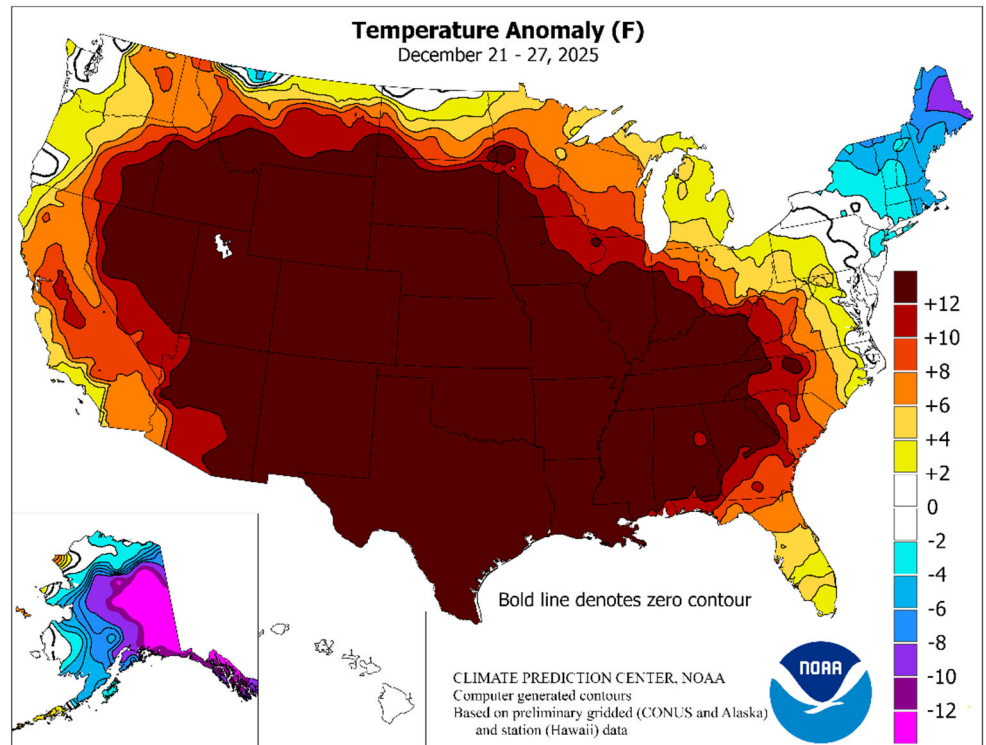 Temperature Anomaly (F)
December 21 - 27, 2025
+12
+10
+8
+6
+4
+2
0
-2
-4
-6
-8
-10
-12
Bold line denotes zero contour
CLIMATE PREDICTION CENTER, NOAA
Computer generated contours
Based on preliminary gridded (CONUS and Alaska)
and station (Hawaii) data
NOAA